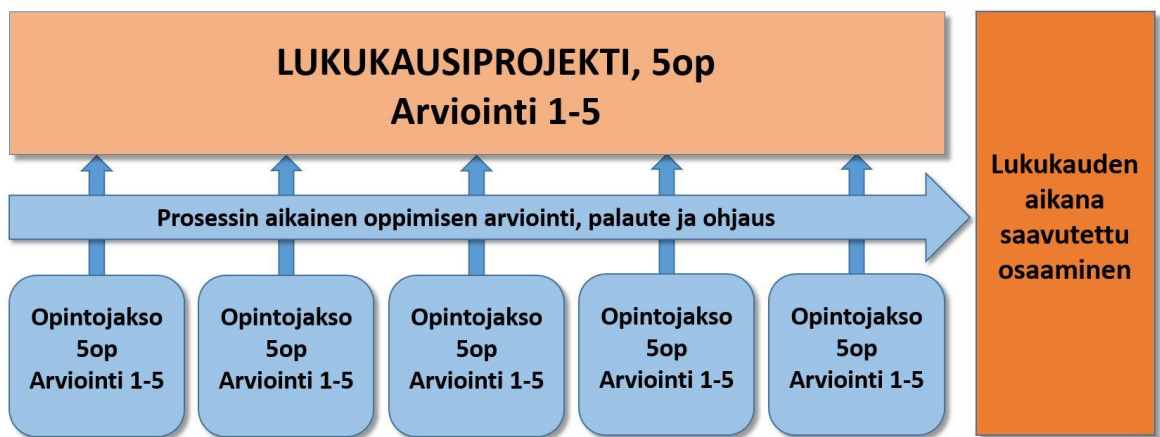 LUKUKAUSIPROJEKTI, 5op
Arviointi 1-5
Prosessin aikainen oppimisen arviointi, palaute ja ohjaus
Opintojakso
5op
Arviointi 1-5
Opintojakso
5op
Arviointi 1-5
Opintojakso
5op
Arviointi 1-5
Opintojakso
5op
Arviointi 1-5
Opintojakso
5op
Arviointi 1-5
Lukukauden
aikana
saavutettu
osaaminen